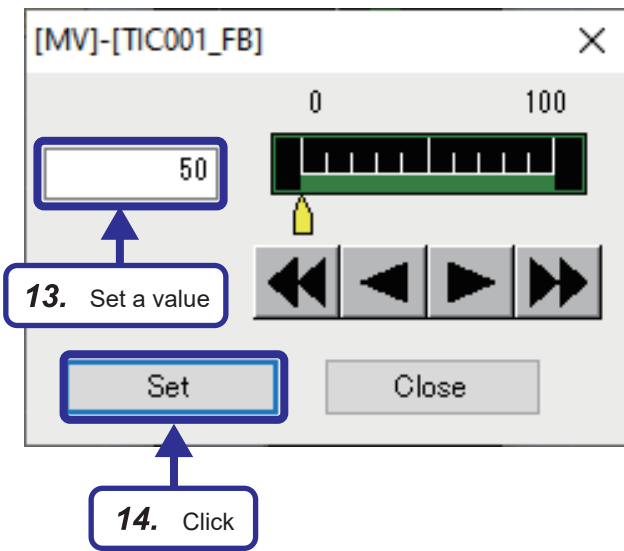 [MV]-[TIC001_FB]
0 100
50
13. Set a value
Set Close
14. Click